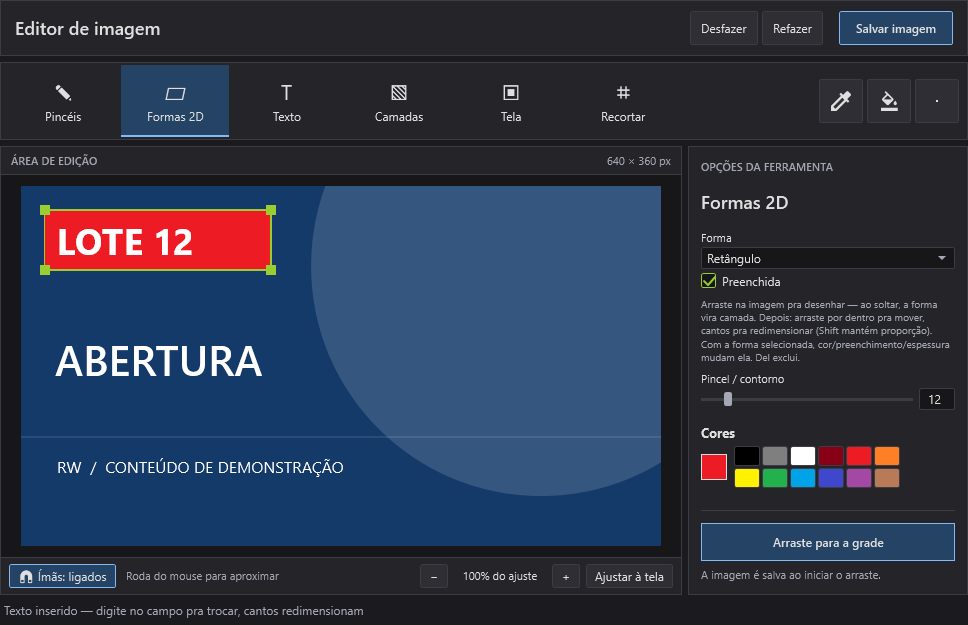 Editor de imagem
Desfazer
Refazer
Salvar imagem
Pincéis
Formas 2D
Texto
Camadas
Tela
Recortar
ÁREA DE EDIÇÃO
640 × 360 px
LOTE 12
ABERTURA
RW / CONTEÚDO DE DEMONSTRAÇÃO
Ímãs: ligados
Roda do mouse para aproximar
−
100% do ajuste
+
Ajustar à tela
OPÇÕES DA FERRAMENTA
Formas 2D
Forma
Retângulo
Preenchida
Arraste na imagem pra desenhar — ao soltar, a forma
vira camada. Depois: arraste por dentro pra mover,
cantos pra redimensionar (Shift mantém proporção).
Com a forma selecionada, cor/preenchimento/espessura
mudam ela. Del exclui.
Pincel / contorno
12
Cores
Arraste para a grade
A imagem é salva ao iniciar o arraste.
Texto inserido — digite no campo pra trocar, cantos redimensionam